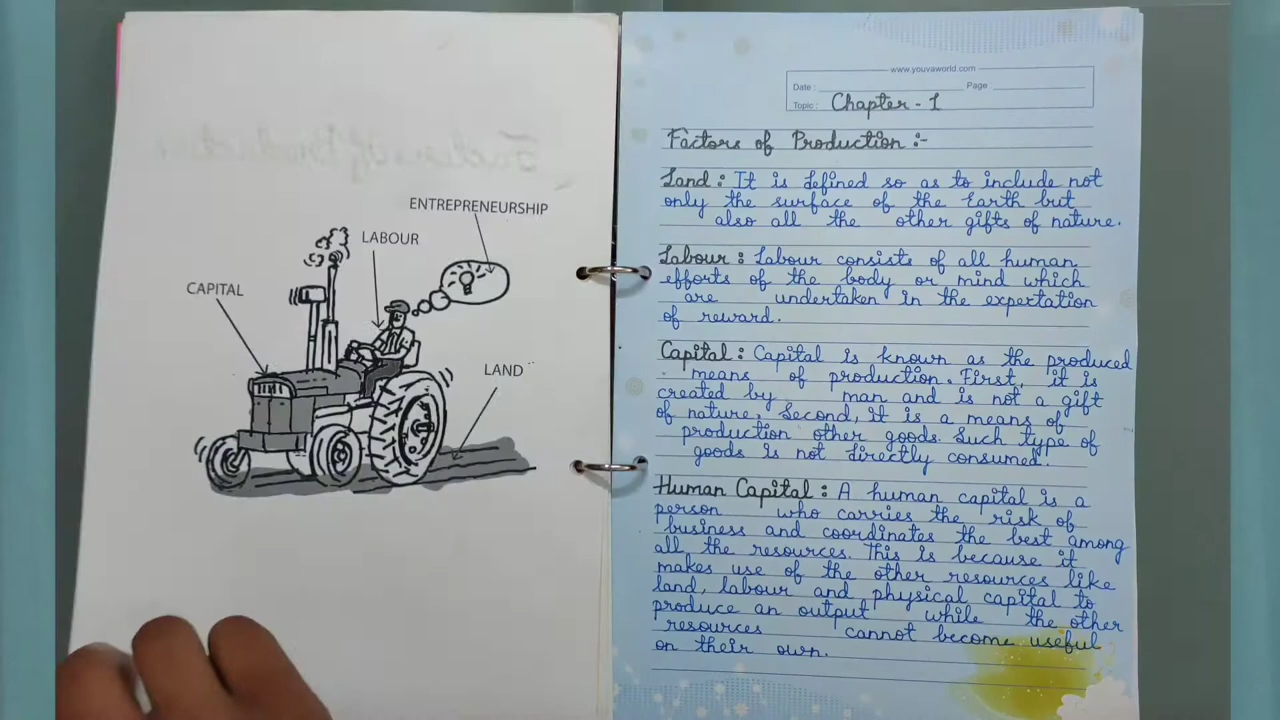 ENTREPRENEURSHIP
LABOUR
CAPITAL
LAND
www.youvaworld.com
Date :
Page
Topic : Chapter - 1
Factors of Production :-
Land : It is defined so as to include not
only the surface of the Earth but
also all the other gifts of nature.
Labour : Labour consists of all human
efforts of the body or mind which
are undertaken in the expertation
of reward.
Capital : Capital is known as the produced
means of production. First, it is
created by man and is not a gift
of nature. Second, it is a means of
production other goods. Such type of
goods is not directly consumed.
Human Capital : A human capital is a
person who carries the risk of
business and coordinates the best among
all the resources. This is because it
makes use of the other resources like
land, labour and physical capital to
produce an output while the other
resources cannot become useful
on their own.